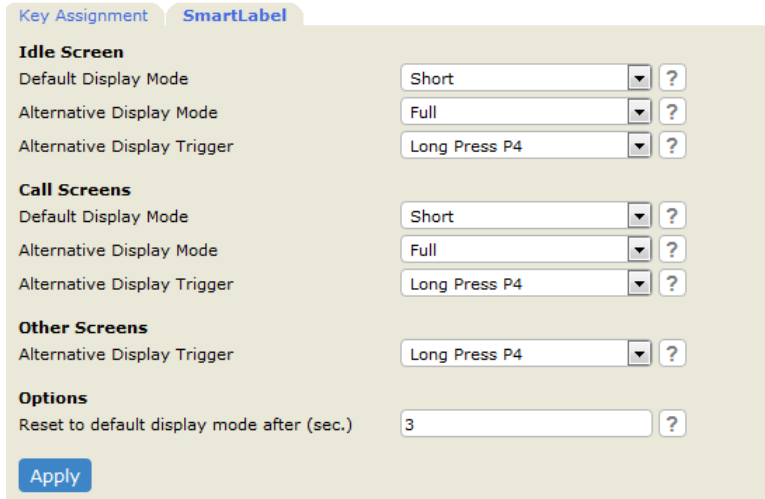 Key Assignment SmartLabel
Idle Screen
Default Display Mode Short ?
Alternative Display Mode Full ?
Alternative Display Trigger Long Press P4 ?
Call Screens
Default Display Mode Short ?
Alternative Display Mode Full ?
Alternative Display Trigger Long Press P4 ?
Other Screens
Alternative Display Trigger Long Press P4 ?
Options
Reset to default display mode after (sec.) 3 ?
Apply